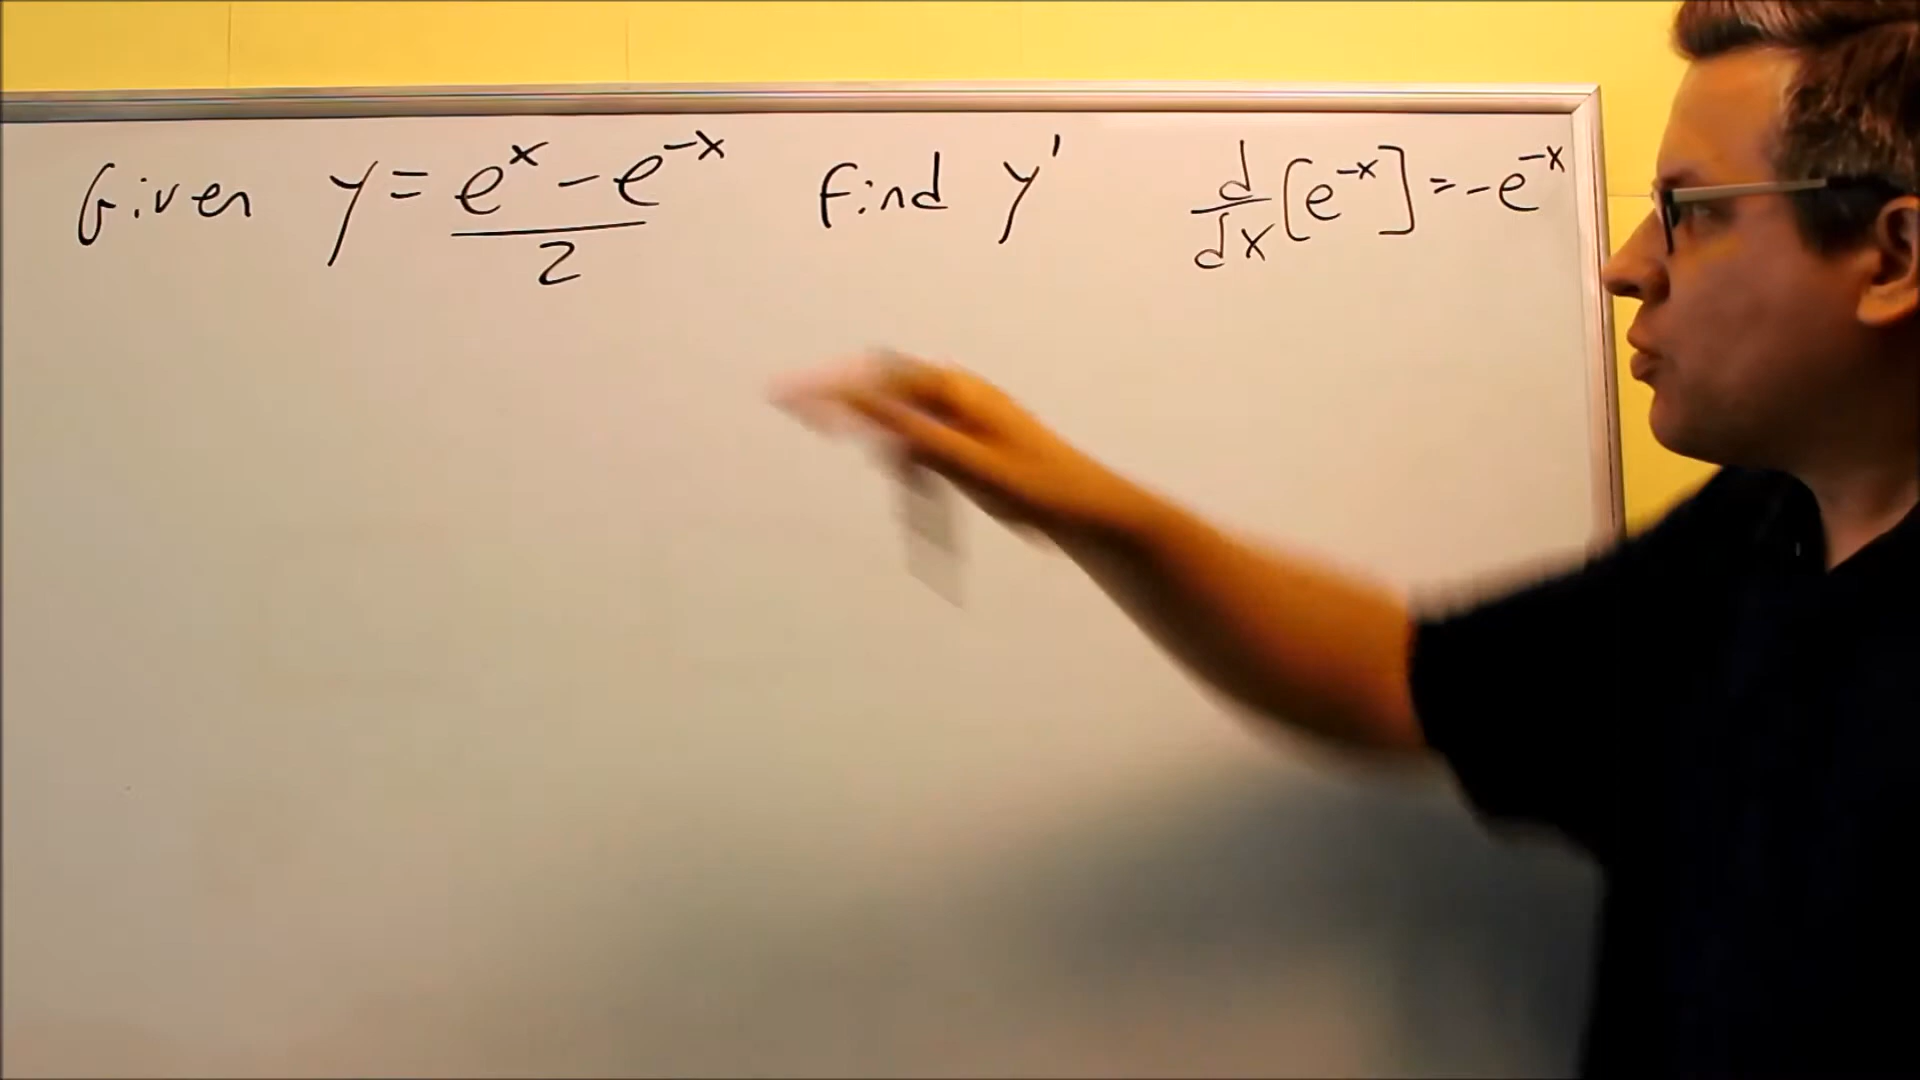 Given y = e^x - e^-x / 2 find y' d/dx [e^-x] = -e^-x